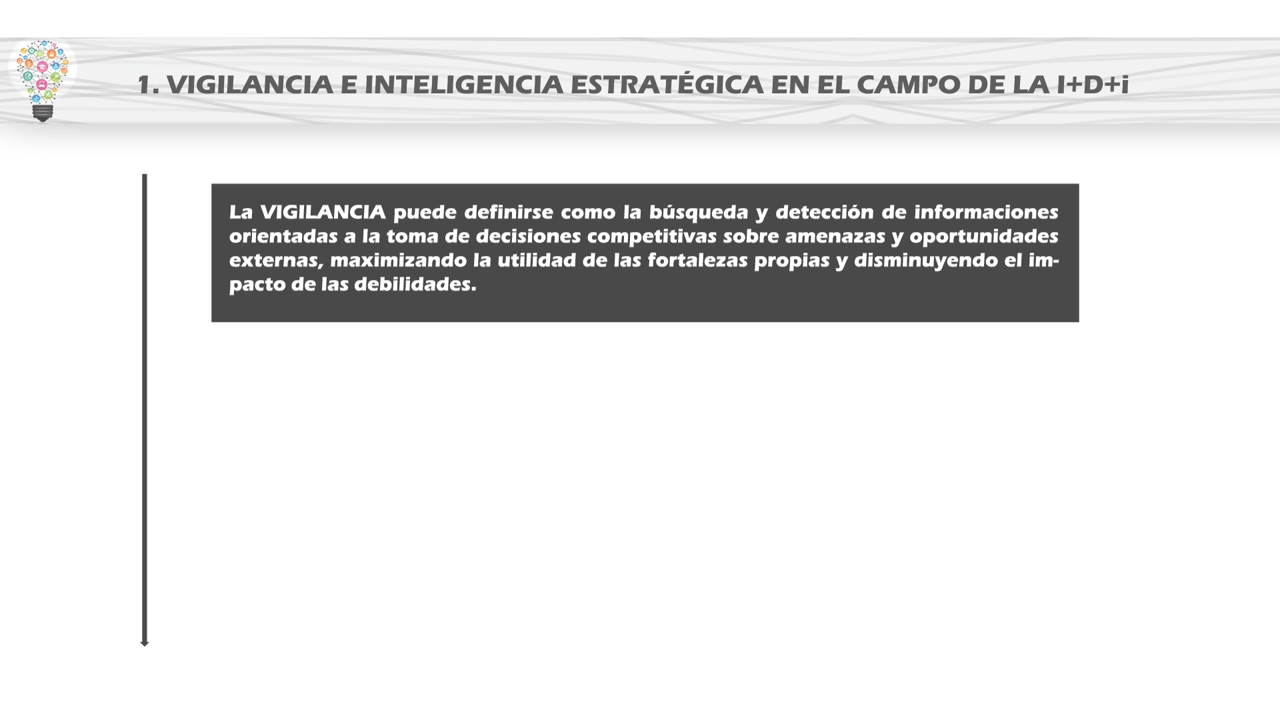 1. VIGILANCIA E INTELIGENCIA ESTRATÉGICA EN EL CAMPO DE LA I+D+i
La VIGILANCIA puede definirse como la búsqueda y detección de informaciones
orientadas a la toma de decisiones competitivas sobre amenazas y oportunidades
externas, maximizando la utilidad de las fortalezas propias y disminuyendo el im-
pacto de las debilidades.